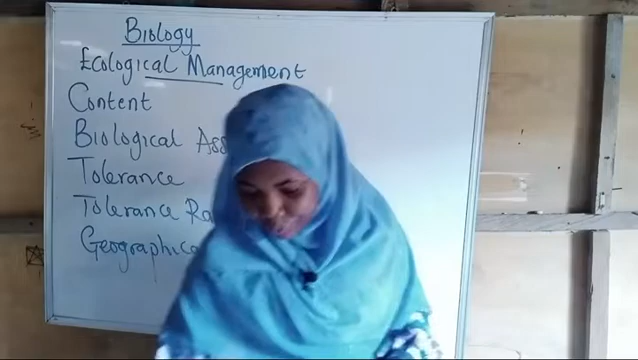 Biology
Ecological Management
Content
Biological
Tolerance
Tolerance